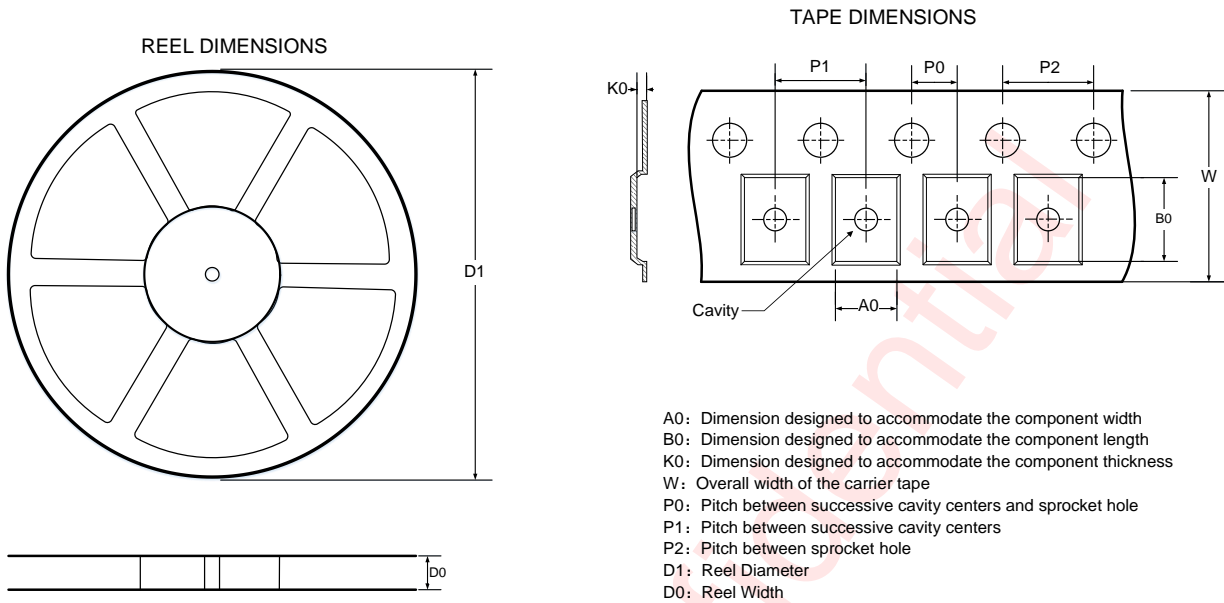 TAPE DIMENSIONS
REEL DIMENSIONS
P1
P0
P2
K0
W
B0
D1
Cavity
A0
A0：Dimension designed to accommodate the component width
B0：Dimension designed to accommodate the component length
K0：Dimension designed to accommodate the component thickness
W：Overall width of the carrier tape
P0：Pitch between successive cavity centers and sprocket hole
P1：Pitch between successive cavity centers
P2：Pitch between sprocket hole
D1：Reel Diameter
D0：Reel Width
D0